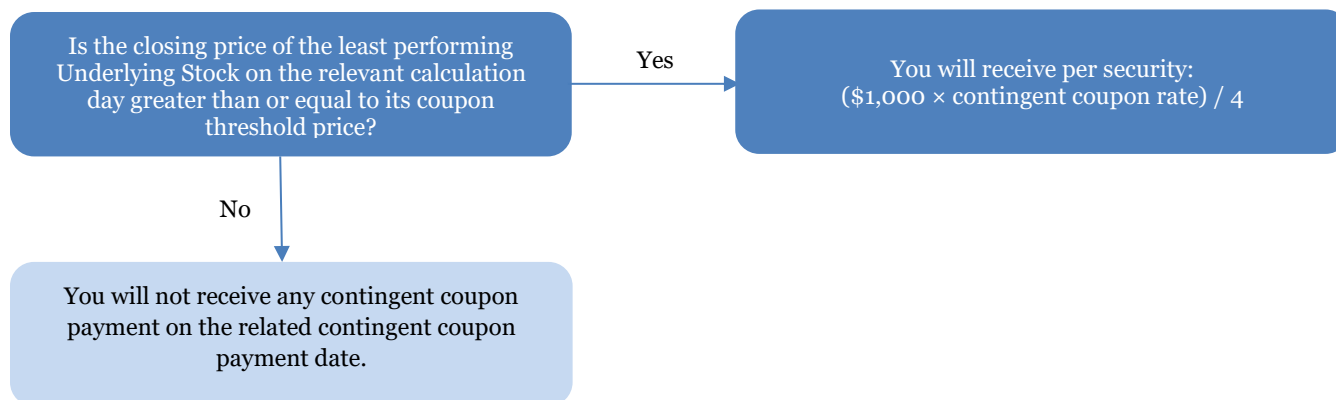 Is the closing price of the least performing
Underlying Stock on the relevant calculation
day greater than or equal to its coupon
threshold price?
Yes
You will receive per security:
($1,000 × contingent coupon rate) / 4
No
You will not receive any contingent coupon
payment on the related contingent coupon
payment date.